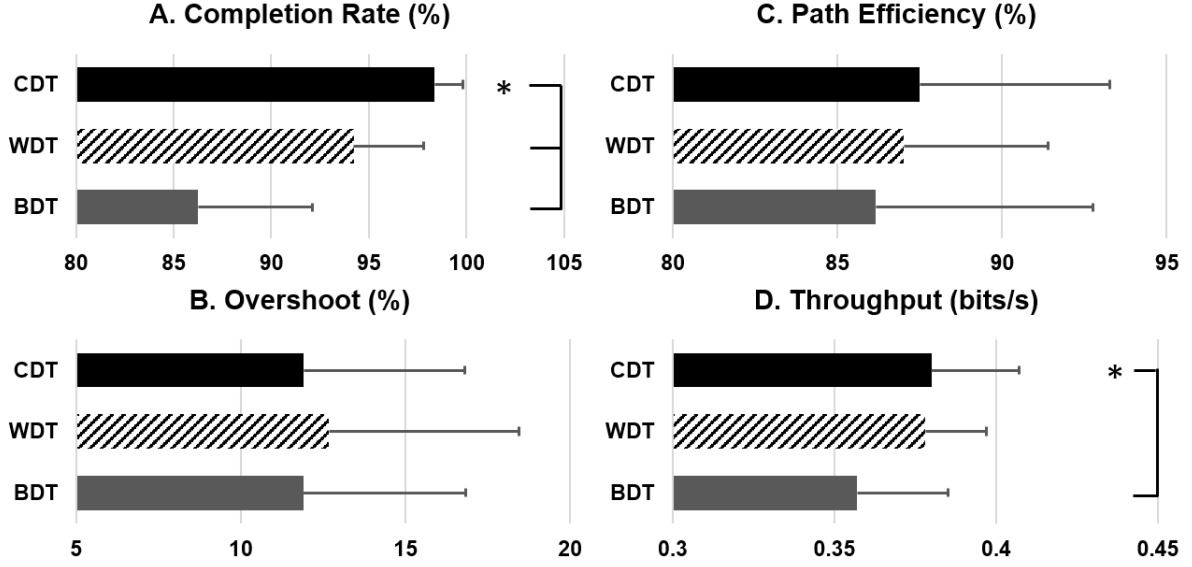 A. Completion Rate (%)
CDT
*
WDT
BDT
80 85 90 95 100 105
C. Path Efficiency (%)
CDT
WDT
BDT
80 85 90 95
B. Overshoot (%)
CDT
WDT
BDT
5 10 15 20
D. Throughput (bits/s)
CDT
*
WDT
BDT
0.3 0.35 0.4 0.45